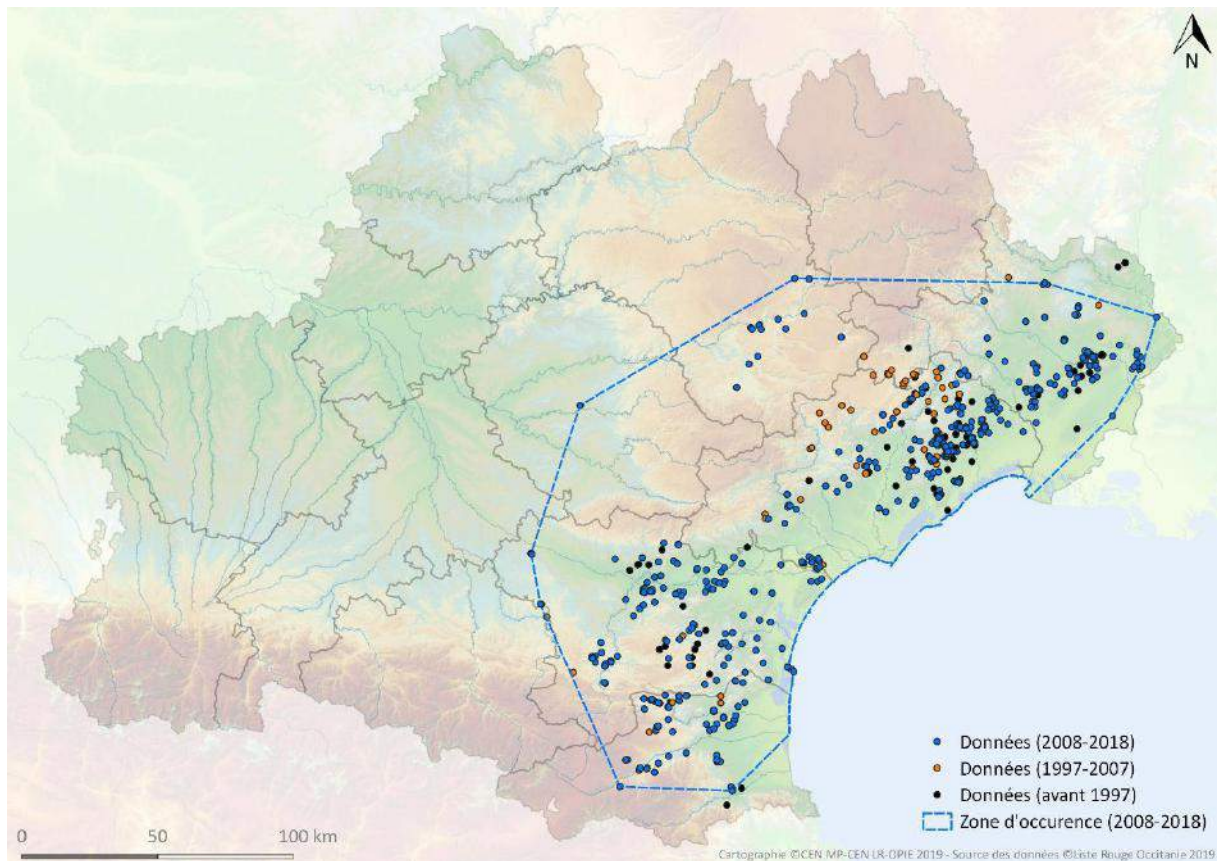 N
Données (2008-2018)
Données (1997-2007)
Données (avant 1997)
Zone d'occurence (2008-2018)
0 50 100 km
Cartographie ©CEN MP-CEN LR-OPIE 2019 - Source des données ©Liste Rouge Occitanie 2019